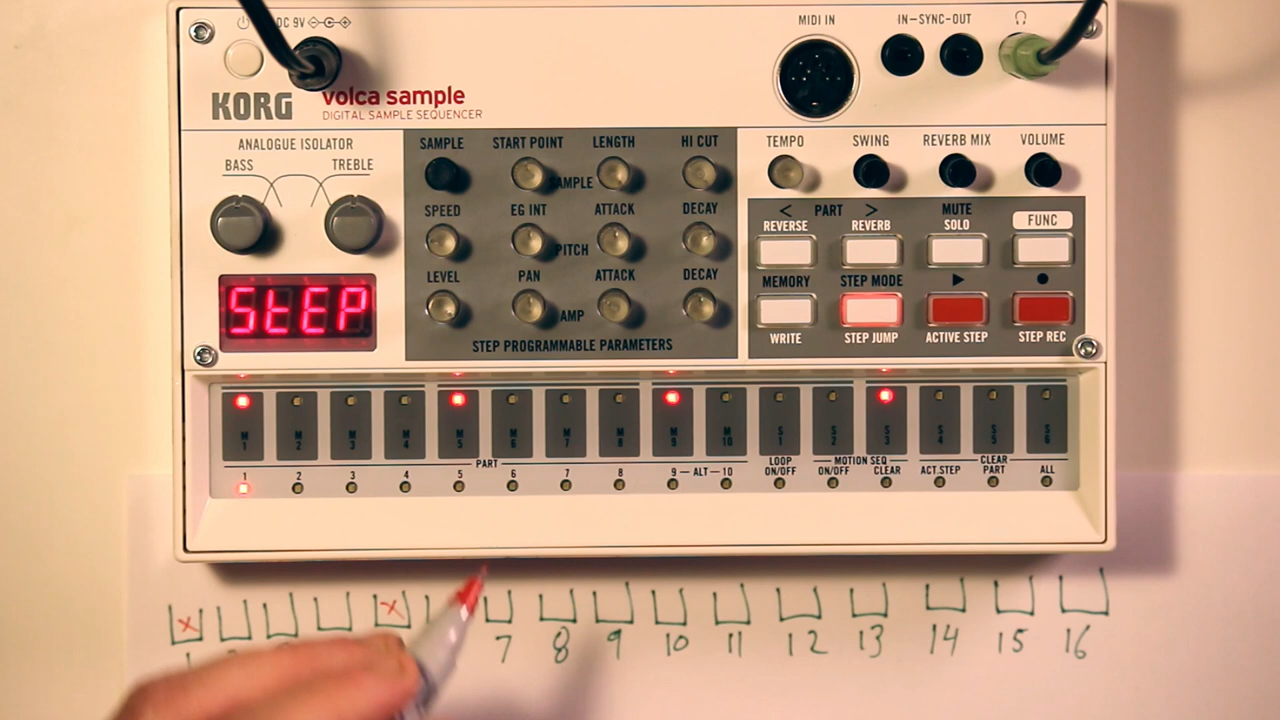 DC 9V
MIDI IN
IN-SYNC-OUT
KORG
volca sample
DIGITAL SAMPLE SEQUENCER
ANALOGUE ISOLATOR
BASS TREBLE
SAMPLE START POINT LENGTH HI CUT
SAMPLE
SPEED EG INT ATTACK DECAY
PITCH
LEVEL PAN ATTACK DECAY
AMP
STEP PROGRAMMABLE PARAMETERS
StEP
TEMPO SWING REVERB MIX VOLUME
< PART > MUTE
REVERSE REVERB SOLO FUNC
MEMORY STEP MODE
WRITE STEP JUMP ACTIVE STEP STEP REC
M1 M2 M3 M4 M5 M6 M7 M8 M9 M10 S1 S2 S3 S4 S5 S6
PART LOOP ON/OFF MOTION SEQ ON/OFF CLEAR ACT.STEP CLEAR PART ALL
1 2 3 4 5 6 7 8 9 — ALT — 10
X X
7 8 9 10 11 12 13 14 15 16